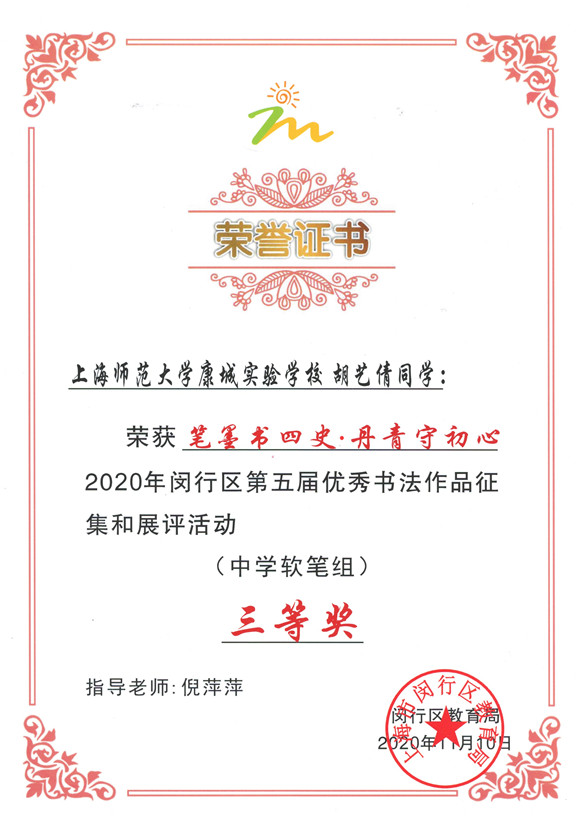 荣誉证书
上海师范大学康城实验学校 胡艺倩同学：
荣获 笔墨书四史·丹青守初心
2020年闵行区第五届优秀书法作品征
集和展评活动
（中学软笔组）
三等奖
指导老师:倪萍萍
闵行区教育局
2020年11月10日
上海市闵行区教育局